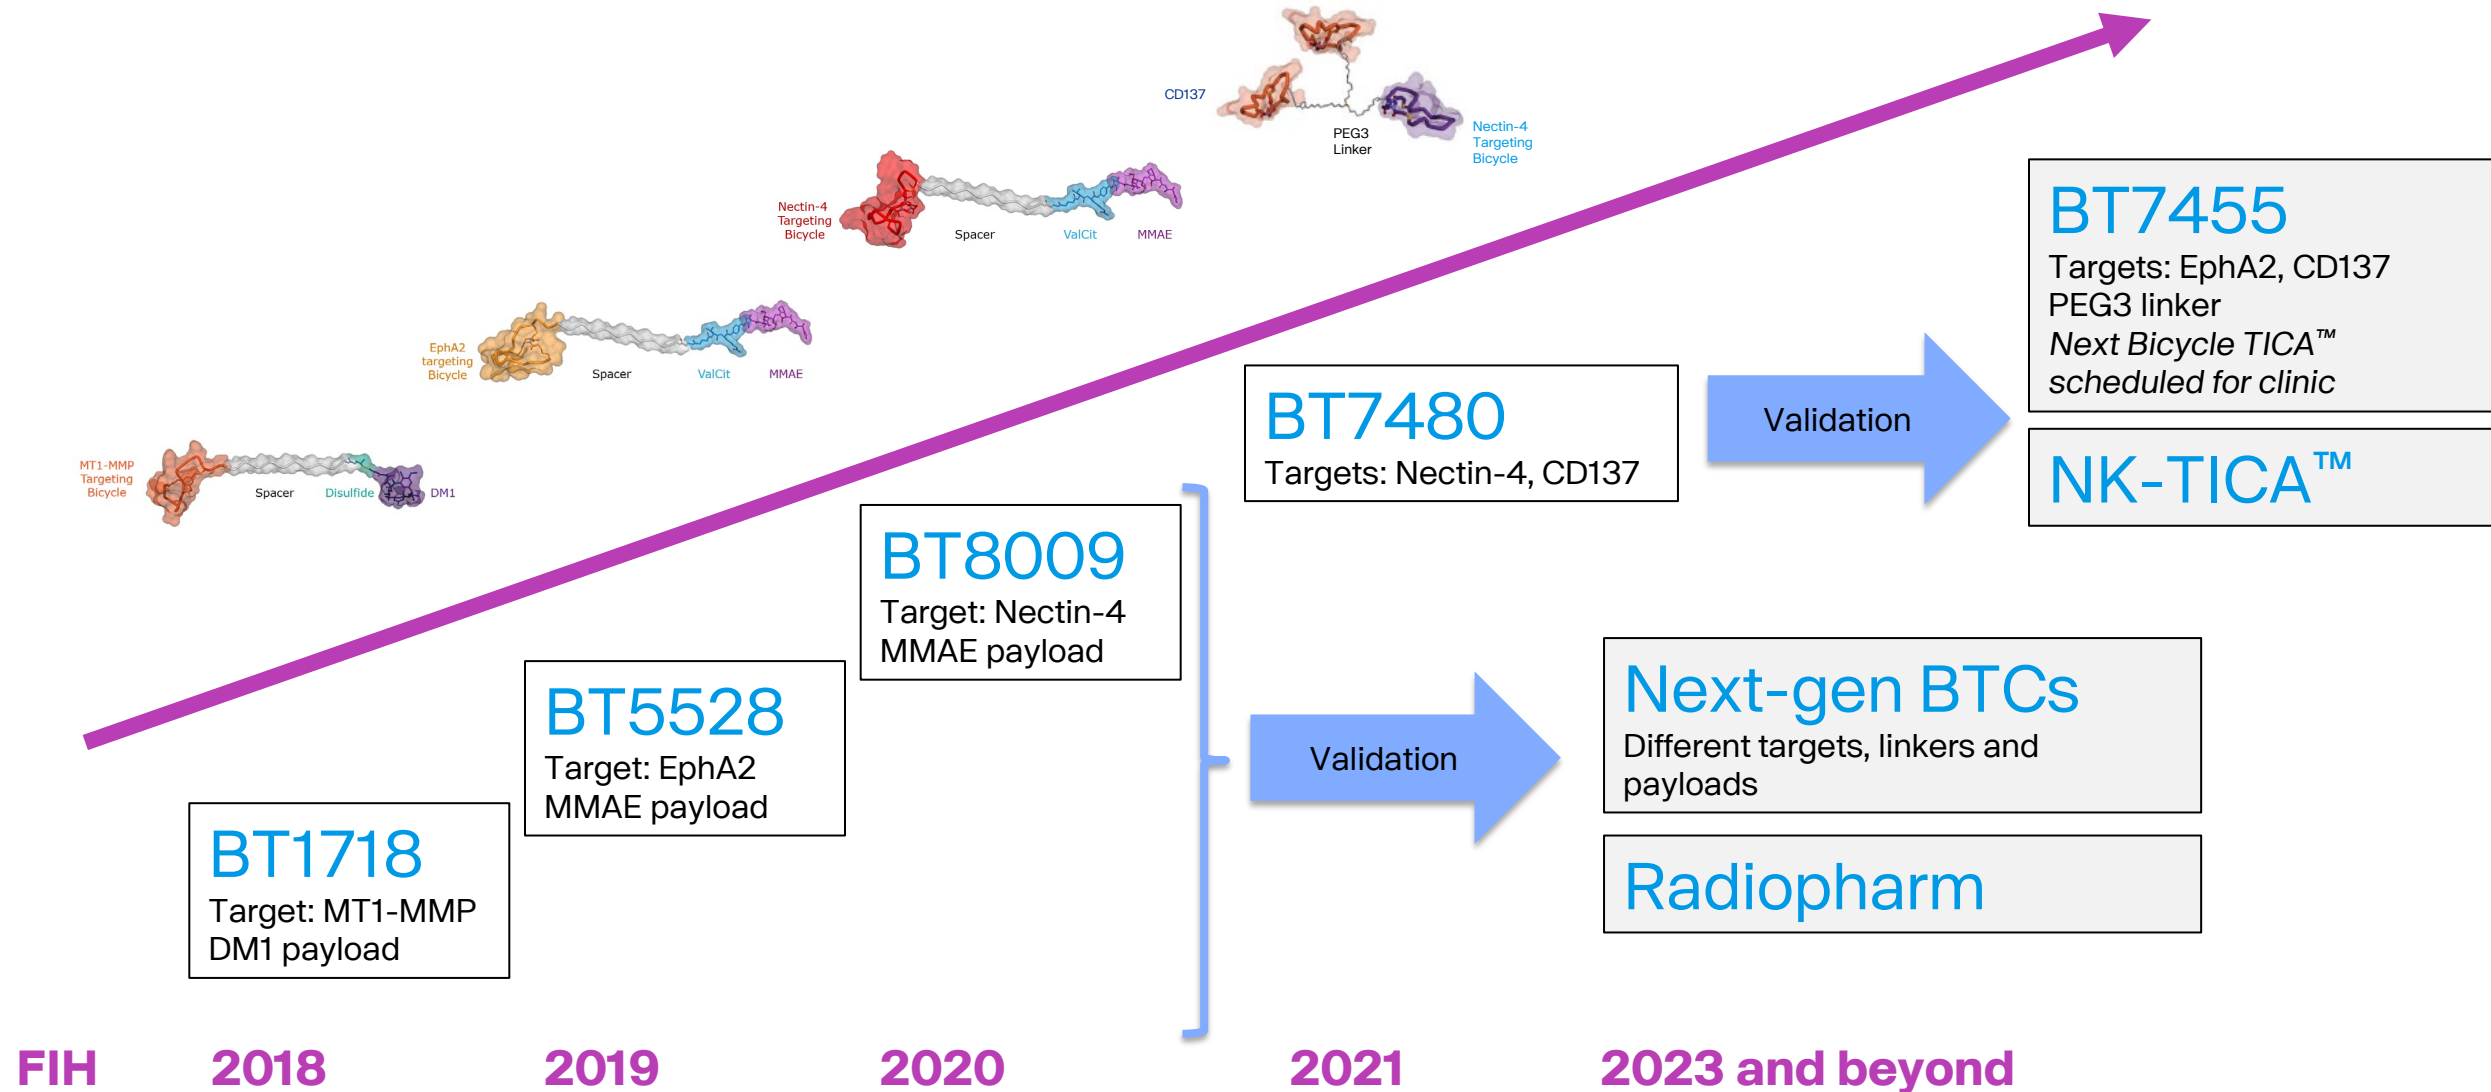 CD137
PEG3
Linker
Nectin-4
Targeting
Bicycle
Nectin-4
Targeting
Bicycle
Spacer
ValCit
MMAE
EphA2
targeting
Bicycle
Spacer
ValCit
MMAE
MT1-MMP
Targeting
Bicycle
Spacer
Disulfide
DM1
BT1718
Target: MT1-MMP
DM1 payload
BT5528
Target: EphA2
MMAE payload
BT8009
Target: Nectin-4
MMAE payload
BT7480
Targets: Nectin-4, CD137
Validation
BT7455
Targets: EphA2, CD137
PEG3 linker
Next Bicycle TICA™
scheduled for clinic
NK-TICA™
Validation
Next-gen BTCs
Different targets, linkers and
payloads
Radiopharm
FIH
2018
2019
2020
2021
2023 and beyond